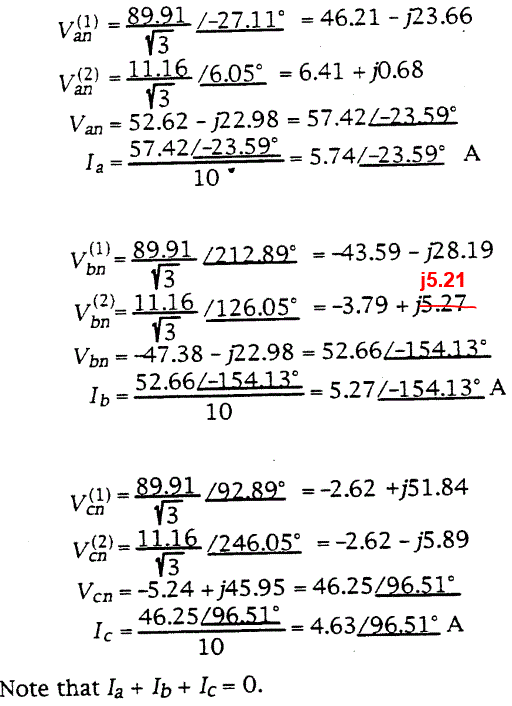 V_an^(1) = 89.91/√3 /-27.11° = 46.21 - j23.66
V_an^(2) = 11.16/√3 /6.05° = 6.41 + j0.68
V_an = 52.62 - j22.98 = 57.42/-23.59°
I_a = 57.42/-23.59° / 10 = 5.74/-23.59° A
V_bn^(1) = 89.91/√3 /212.89° = -43.59 - j28.19
j5.21
V_bn^(2) = 11.16/√3 /126.05° = -3.79 + j5.27
V_bn = -47.38 - j22.98 = 52.66/-154.13°
I_b = 52.66/-154.13° / 10 = 5.27/-154.13° A
V_cn^(1) = 89.91/√3 /92.89° = -2.62 +j51.84
V_cn^(2) = 11.16/√3 /246.05° = -2.62 - j5.89
V_cn = -5.24 + j45.95 = 46.25/96.51°
I_c = 46.25/96.51° / 10 = 4.63/96.51° A
Note that I_a + I_b + I_c = 0.